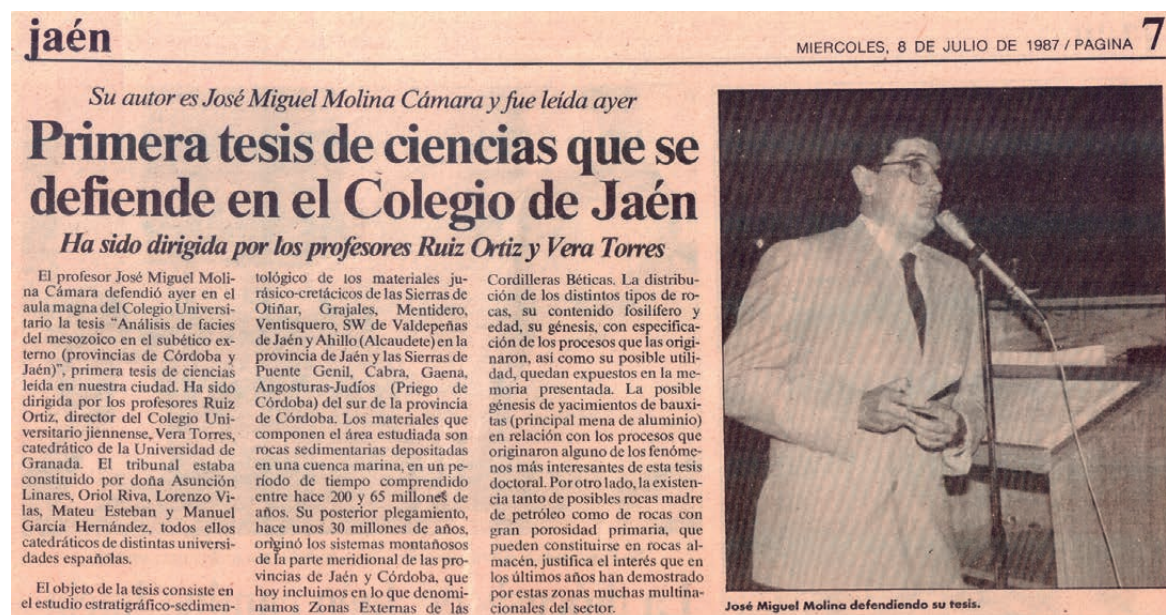 jaén
MIERCOLES, 8 DE JULIO DE 1987 / PAGINA 7
Su autor es José Miguel Molina Cámara y fue leída ayer
Primera tesis de ciencias que se
defiende en el Colegio de Jaén
Ha sido dirigida por los profesores Ruiz Ortiz y Vera Torres
El profesor José Miguel Moli-
na Cámara defendió ayer en el
aula magna del Colegio Universi-
tario la tesis "Análisis de facies
del mesozoico en el subético ex-
terno (provincias de Córdoba y
Jaén)", primera tesis de ciencias
leída en nuestra ciudad. Ha sido
dirigida por los profesores Ruiz
Ortiz, director del Colegio Uni-
versitario jiennense, Vera Torres,
catedrático de la Universidad de
Granada. El tribunal estaba
constituido por doña Asunción
Linares, Oriol Riva, Lorenzo Vi-
las, Mateu Esteban y Manuel
García Hernández, todos ellos
catedráticos de distintas universi-
dades españolas.
El objeto de la tesis consiste en
el estudio estratigráfico-sedimen-
tológico de los materiales ju-
rásico-cretácicos de las Sierras de
Otiñar, Grajales, Mentidero,
Ventisquero, SW de Valdepeñas
de Jaén y Ahillo (Alcaudete) en la
provincia de Jaén y las Sierras de
Puente Genil, Cabra, Gaena,
Angosturas-Judíos (Priego de
Córdoba) del sur de la provincia
de Córdoba. Los materiales que
componen el área estudiada son
rocas sedimentarias depositadas
en una cuenca marina, en un pe-
ríodo de tiempo comprendido
entre hace 200 y 65 millones de
años. Su posterior plegamiento,
hace unos 30 millones de años,
originó los sistemas montañosos
de la parte meridional de las pro-
vincias de Jaén y Córdoba, que
hoy incluimos en lo que denomi-
namos Zonas Externas de las
Cordilleras Béticas. La distribu-
ción de los distintos tipos de ro-
cas, su contenido fosilífero y
edad, su génesis, con especifica-
ción de los procesos que las origi-
naron, así como su posible utili-
dad, quedan expuestos en la me-
moria presentada. La posible
génesis de yacimientos de bauxi-
tas (principal mena de aluminio)
en relación con los procesos que
originaron alguno de los fenóme-
nos más interesantes de esta tesis
doctoral. Por otro lado, la existen-
cia tanto de posibles rocas madre
de petróleo como de rocas con
gran porosidad primaria, que
pueden constituirse en rocas al-
macén, justifica el interés que en
los últimos años han demostrado
por estas zonas muchas multina-
cionales del sector.
José Miguel Molina defendiendo su tesis.